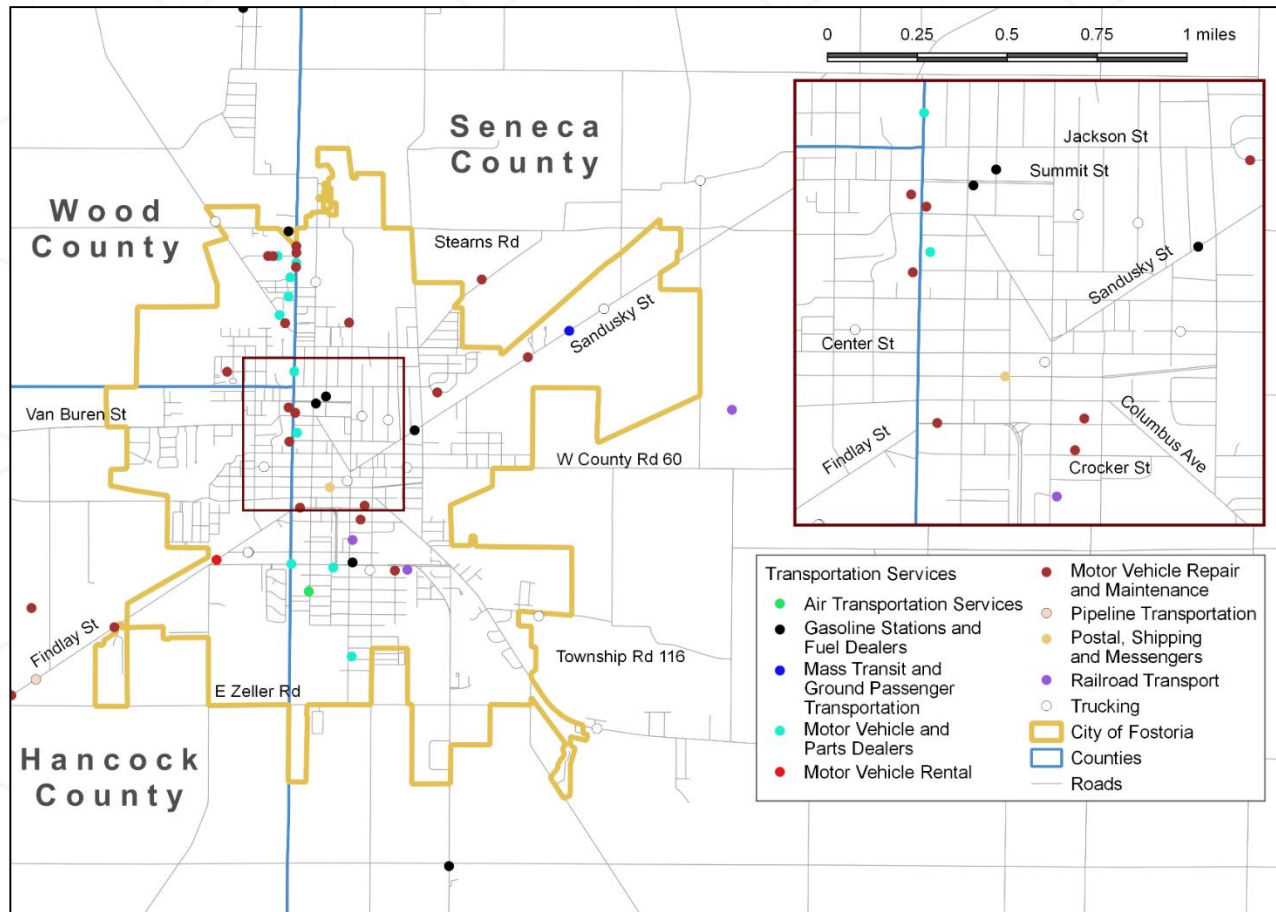 0 0.25 0.5 0.75 1 miles
Seneca
County
Wood
County
Stearns Rd
Sandusky St
Van Buren St
W County Rd 60
Findlay St
Township Rd 116
E Zeller Rd
Hancock
County
Jackson St
Summit St
Sandusky St
Center St
Columbus Ave
Findlay St
Crocker St
Transportation Services
Air Transportation Services
Gasoline Stations and
Fuel Dealers
Mass Transit and
Ground Passenger
Transportation
Motor Vehicle and
Parts Dealers
Motor Vehicle Rental
Motor Vehicle Repair
and Maintenance
Pipeline Transportation
Postal, Shipping
and Messengers
Railroad Transport
Trucking
City of Fostoria
Counties
Roads